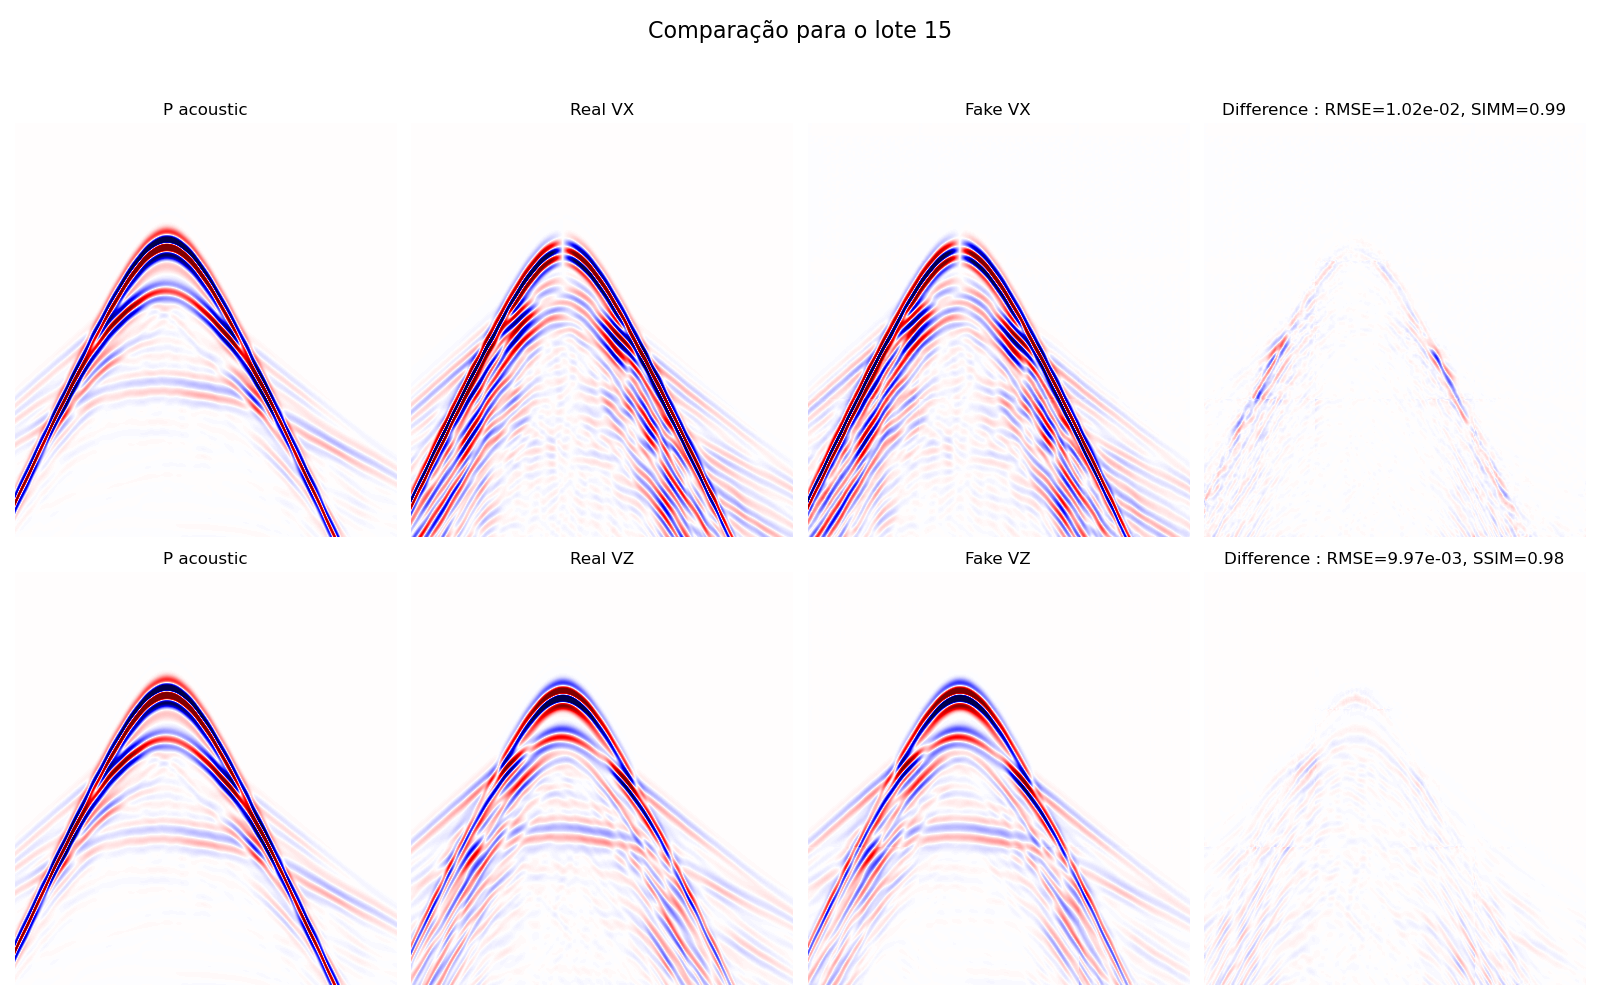 Comparação para o lote 15
P acoustic
Real VX
Fake VX
Difference : RMSE=1.02e-02, SIMM=0.99
P acoustic
Real VZ
Fake VZ
Difference : RMSE=9.97e-03, SSIM=0.98